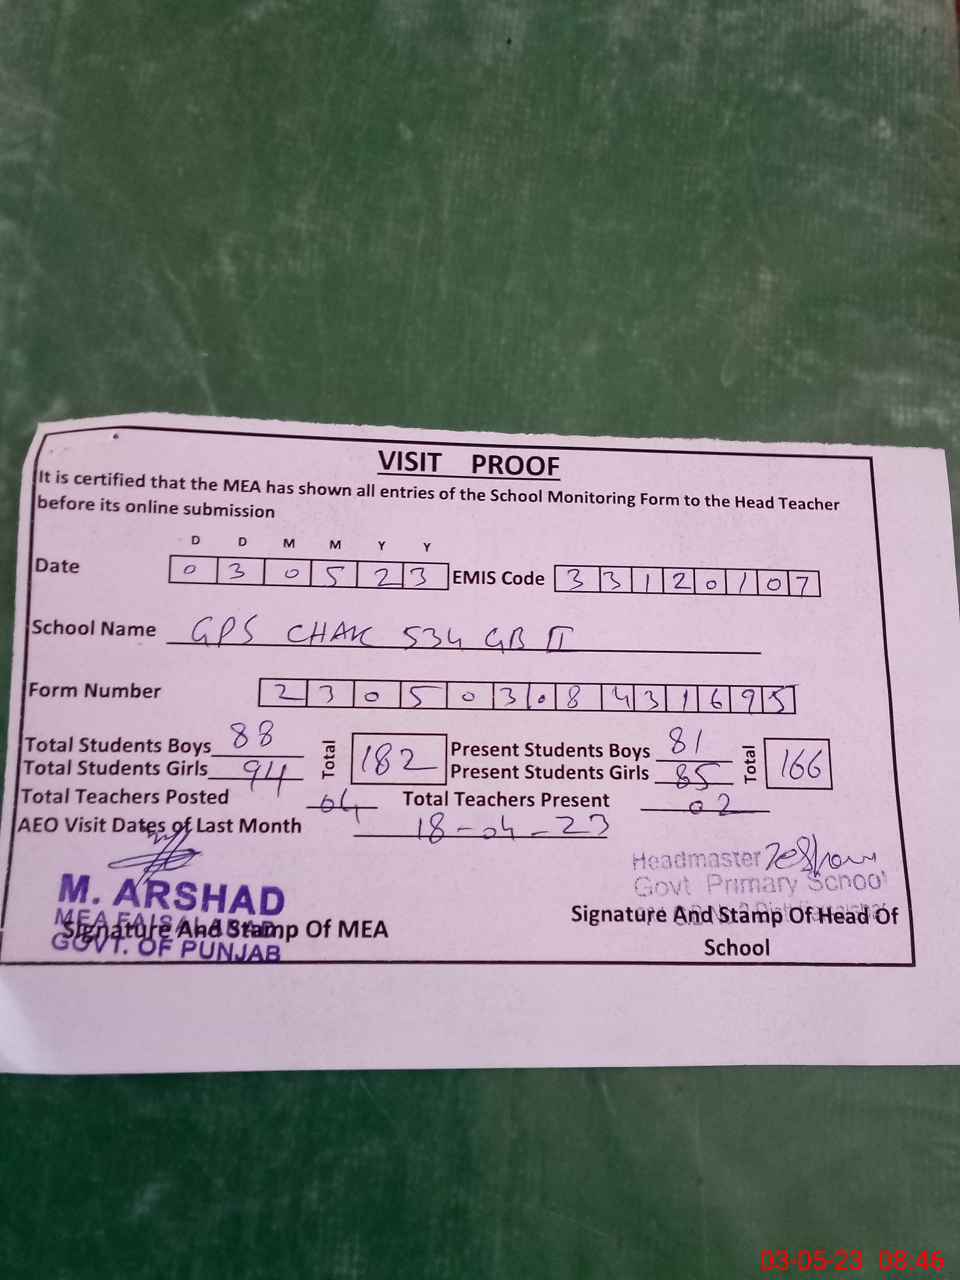 VISIT PROOF
It is certified that the MEA has shown all entries of the School Monitoring Form to the Head Teacher
before its online submission
D D M M Y Y
Date 0 3 0 5 2 3 EMIS Code 3 3 1 2 0 1 0 7
School Name GPS CHAK 534 GB II
Form Number 2 3 0 5 0 3 . 8 4 3 1 6 9 5
Total Students Boys 88 Total 182 Present Students Boys 81 Total 166
Total Students Girls 94 Present Students Girls 85
Total Teachers Posted 04 Total Teachers Present 02
AEO Visit Dates of Last Month 18-04-23
Headmaster
M. ARSHAD Govt Primary School
MEA FAISALABAD
Signature And Stamp Of MEA Signature And Stamp Of Head Of
GOVT. OF PUNJAB School
03-05-23 08:46